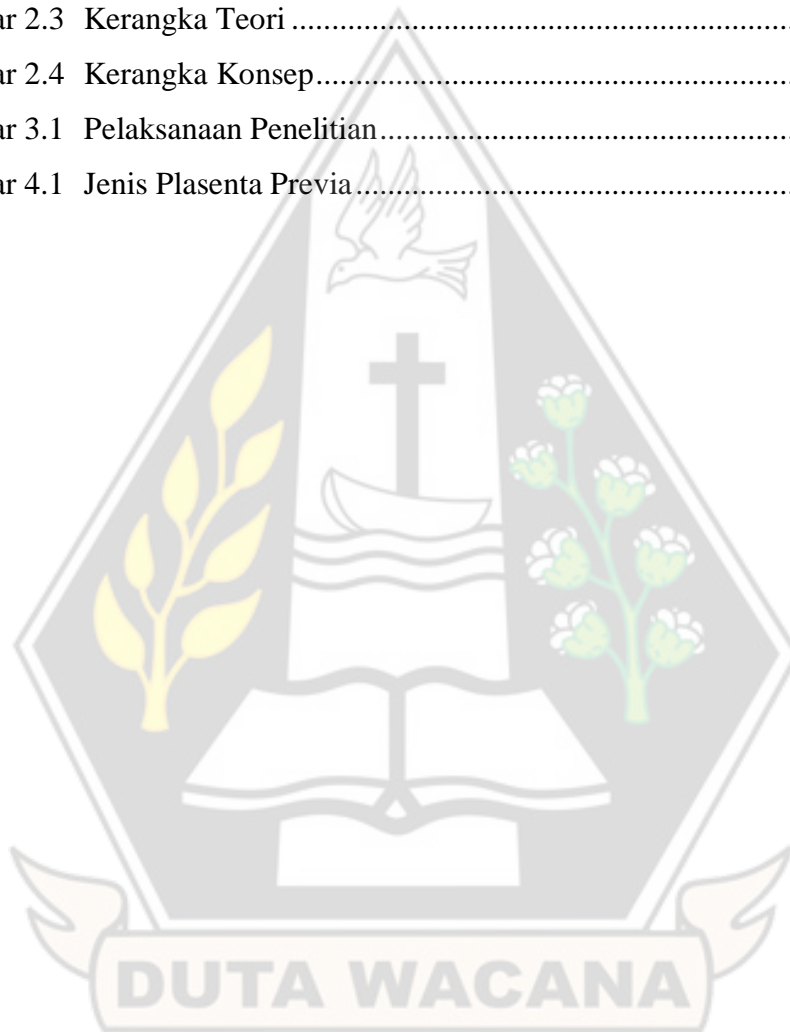 ar 2.3 Kerangka Teori ..........................................................................
ar 2.4 Kerangka Konsep.......................................................................
ar 3.1 Pelaksanaan Penelitian...............................................................
ar 4.1 Jenis Plasenta Previa ..................................................................
DUTA WACANA